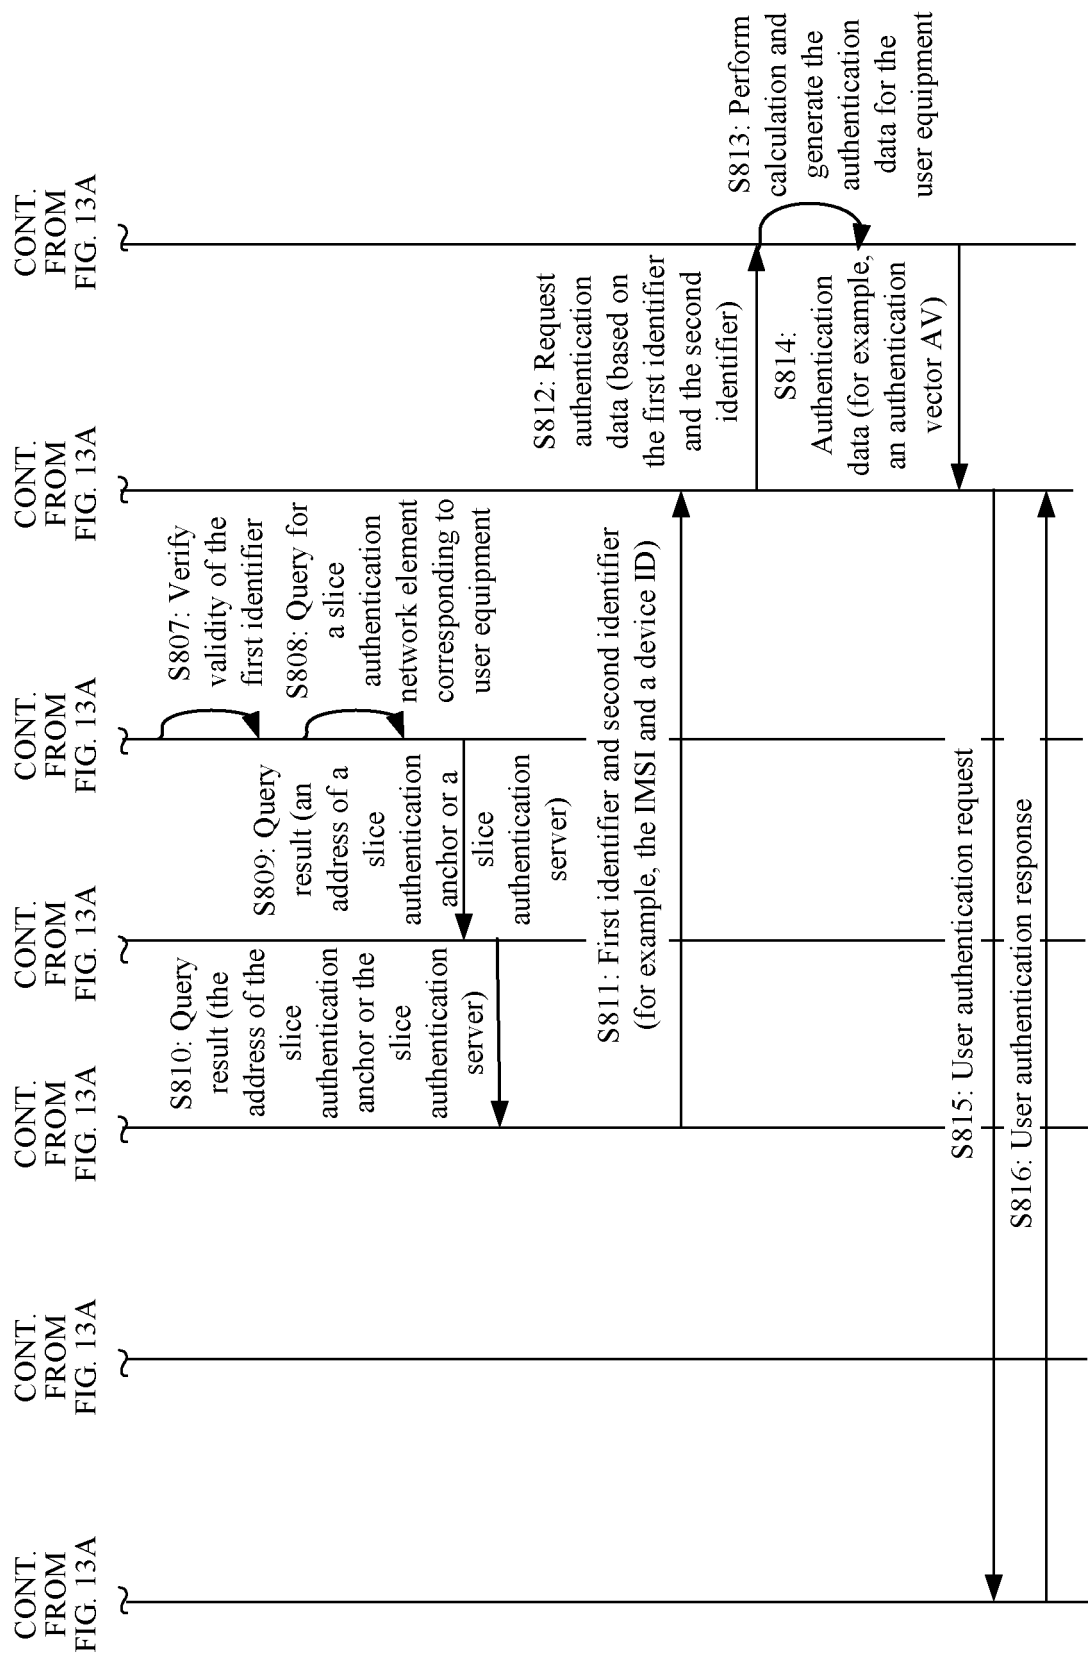 CONT.
FROM
FIG. 13A
CONT.
FROM
FIG. 13A
CONT.
FROM
FIG. 13A
CONT.
FROM
FIG. 13A
CONT.
FROM
FIG. 13A
CONT.
FROM
FIG. 13A
CONT.
FROM
FIG. 13A
S807: Verify
validity of the
first identifier
S808: Query for
a slice
authentication
network element
corresponding to
user equipment
S809: Query
result (an
address of a
slice
authentication
anchor or a
slice
authentication
server)
S810: Query
result (the
address of the
slice
authentication
anchor or the
slice
authentication
server)
S811: First identifier and second identifier
(for example, the IMSI and a device ID)
S812: Request
authentication
data (based on
the first identifier
and the second
identifier)
S813: Perform
calculation and
generate the
authentication
data for the
user equipment
S814:
Authentication
data (for example,
an authentication
vector AV)
S815: User authentication request
S816: User authentication response